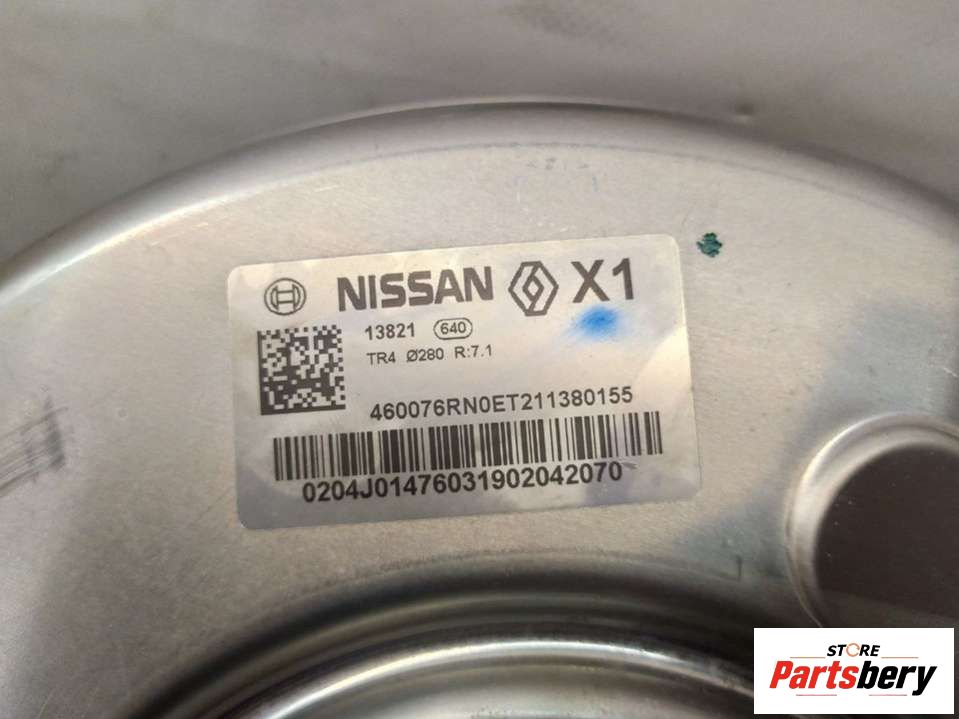 NISSAN X1
13821 640
TR4 Ø280 R:7.1
460076RN0ET211380155
0204J01476031902042070
STORE
Partsbery